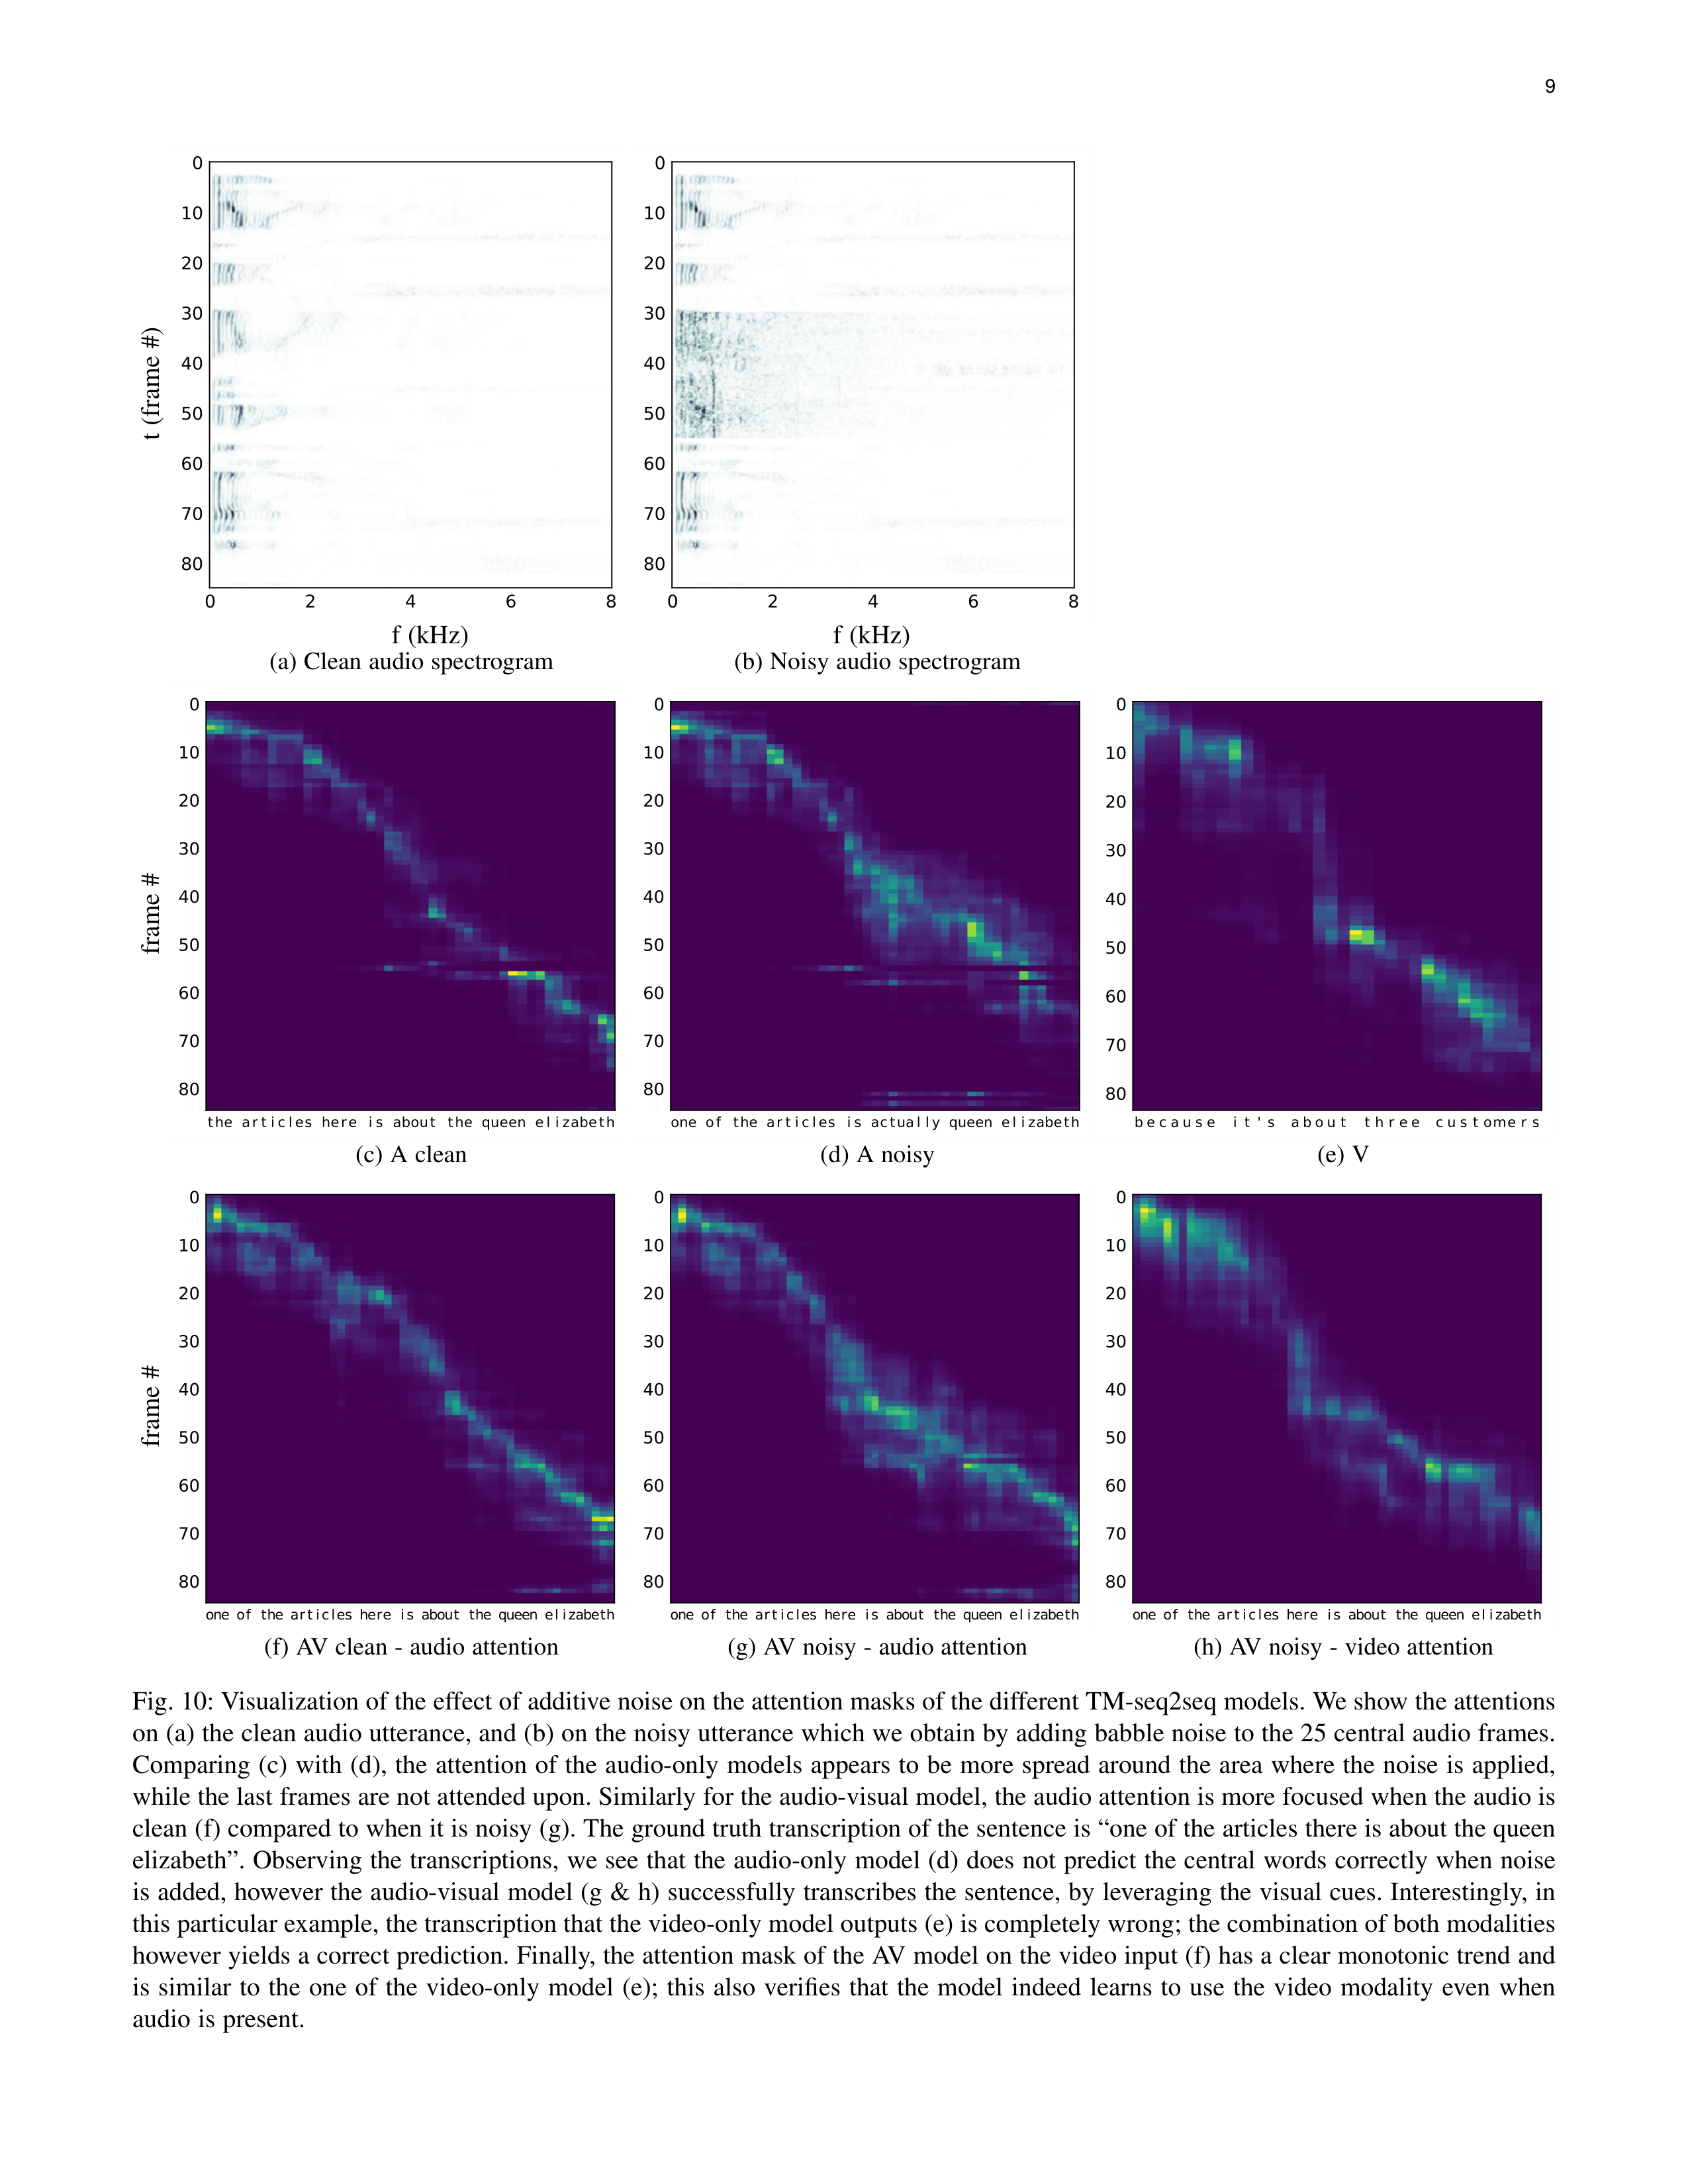 9
0
10
20
30
40
50
60
70
80
t (frame #)
0 2 4 6 8
f (kHz)
(a) Clean audio spectrogram
0
10
20
30
40
50
60
70
80
0 2 4 6 8
f (kHz)
(b) Noisy audio spectrogram
0
10
20
30
40
50
60
70
80
frame #
the articles here is about the queen elizabeth
(c) A clean
0
10
20
30
40
50
60
70
80
one of the articles is actually queen elizabeth
(d) A noisy
0
10
20
30
40
50
60
70
80
because it's about three customers
(e) V
0
10
20
30
40
50
60
70
80
frame #
one of the articles here is about the queen elizabeth
(f) AV clean - audio attention
0
10
20
30
40
50
60
70
80
one of the articles here is about the queen elizabeth
(g) AV noisy - audio attention
0
10
20
30
40
50
60
70
80
one of the articles here is about the queen elizabeth
(h) AV noisy - video attention
Fig. 10: Visualization of the effect of additive noise on the attention masks of the different TM-seq2seq models. We show the attentions
on (a) the clean audio utterance, and (b) on the noisy utterance which we obtain by adding babble noise to the 25 central audio frames.
Comparing (c) with (d), the attention of the audio-only models appears to be more spread around the area where the noise is applied,
while the last frames are not attended upon. Similarly for the audio-visual model, the audio attention is more focused when the audio is
clean (f) compared to when it is noisy (g). The ground truth transcription of the sentence is “one of the articles there is about the queen
elizabeth”. Observing the transcriptions, we see that the audio-only model (d) does not predict the central words correctly when noise
is added, however the audio-visual model (g & h) successfully transcribes the sentence, by leveraging the visual cues. Interestingly, in
this particular example, the transcription that the video-only model outputs (e) is completely wrong; the combination of both modalities
however yields a correct prediction. Finally, the attention mask of the AV model on the video input (f) has a clear monotonic trend and
is similar to the one of the video-only model (e); this also verifies that the model indeed learns to use the video modality even when
audio is present.